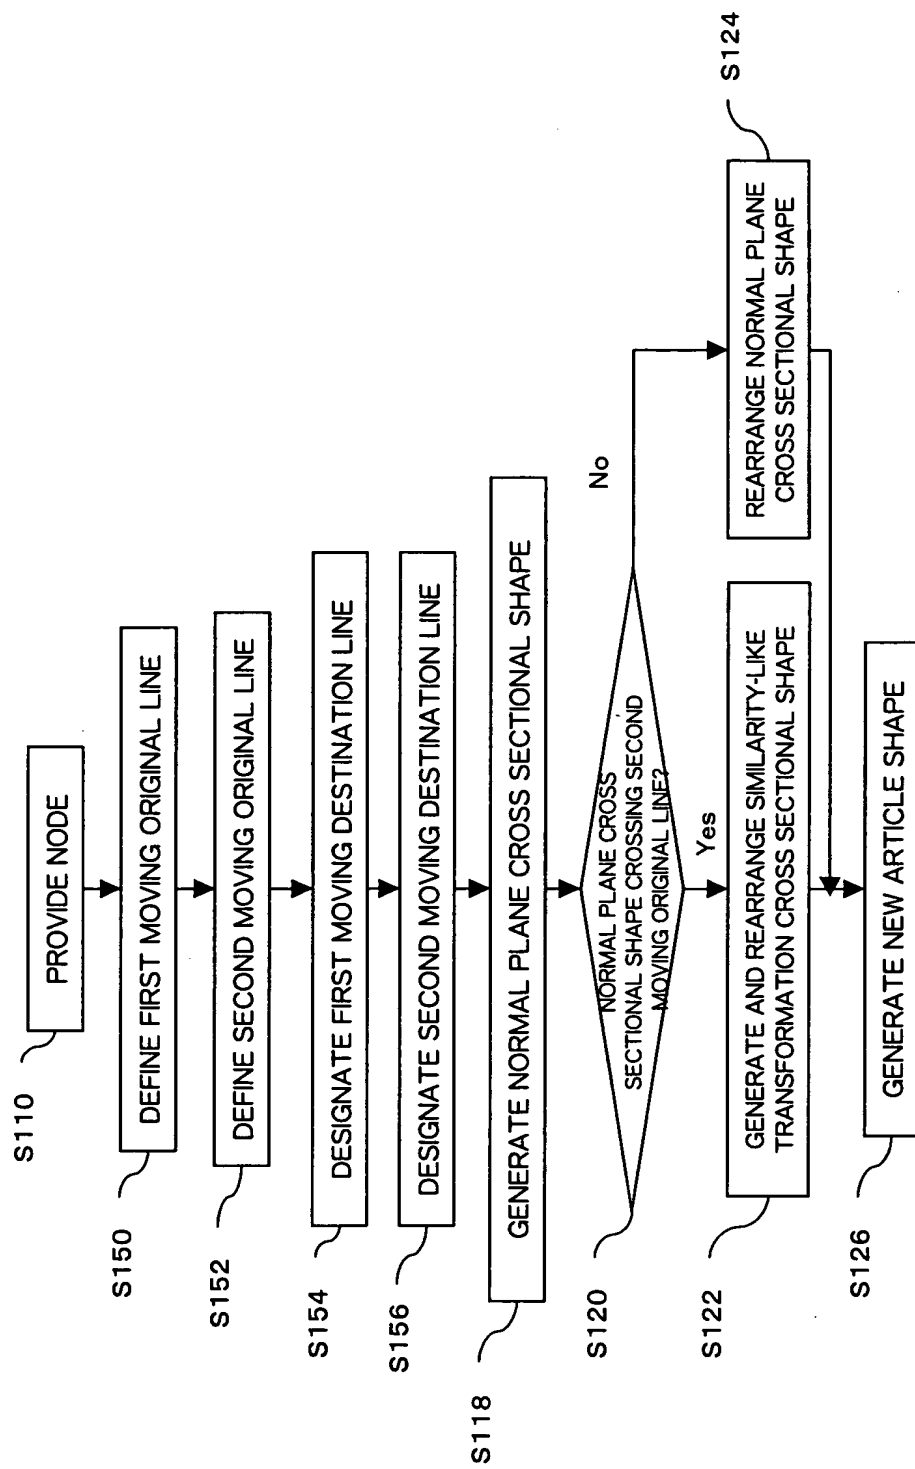 S110
PROVIDE NODE
S150
DEFINE FIRST MOVING ORIGINAL LINE
S152
DEFINE SECOND MOVING ORIGINAL LINE
S154
DESIGNATE FIRST MOVING DESTINATION LINE
S156
DESIGNATE SECOND MOVING DESTINATION LINE
S118
GENERATE NORMAL PLANE CROSS SECTIONAL SHAPE
S120
NORMAL PLANE CROSS
SECTIONAL SHAPE CROSSING SECOND
MOVING ORIGINAL LINE?
No
Yes
S122
GENERATE AND REARRANGE SIMILARITY-LIKE
TRANSFORMATION CROSS SECTIONAL SHAPE
REARRANGE NORMAL PLANE
CROSS SECTIONAL SHAPE
S124
S126
GENERATE NEW ARTICLE SHAPE